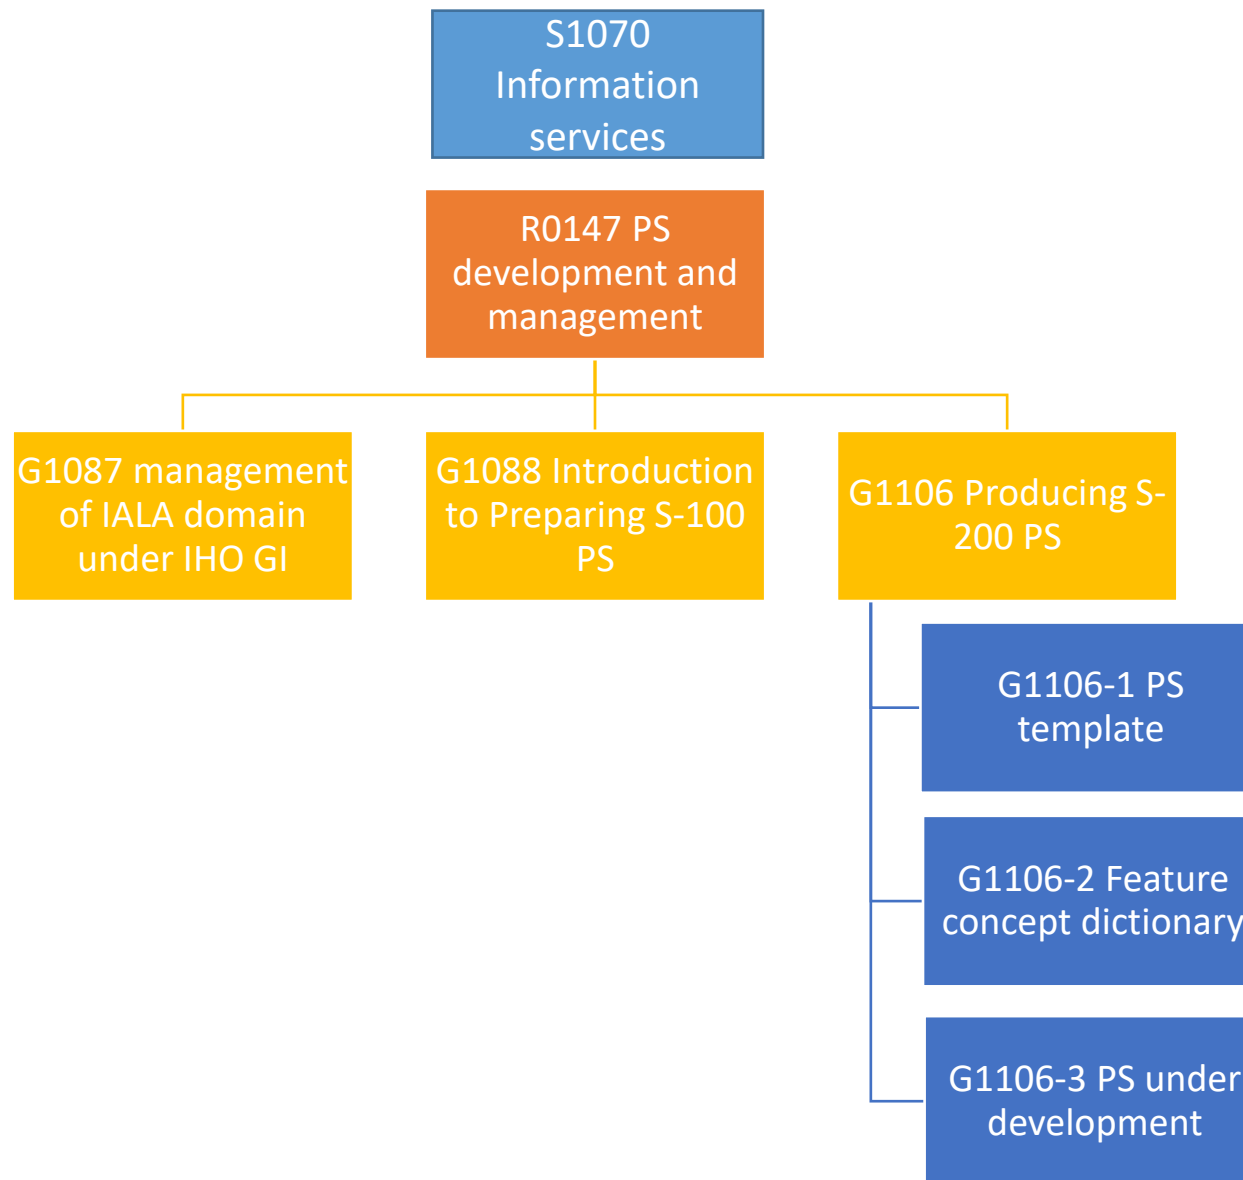 S1070
Information
services
R0147 PS
development and
management
G1087 management
of IALA domain
under IHO GI
G1088 Introduction
to Preparing S-100
PS
G1106 Producing S-
200 PS
G1106-1 PS
template
G1106-2 Feature
concept dictionary
G1106-3 PS under
development